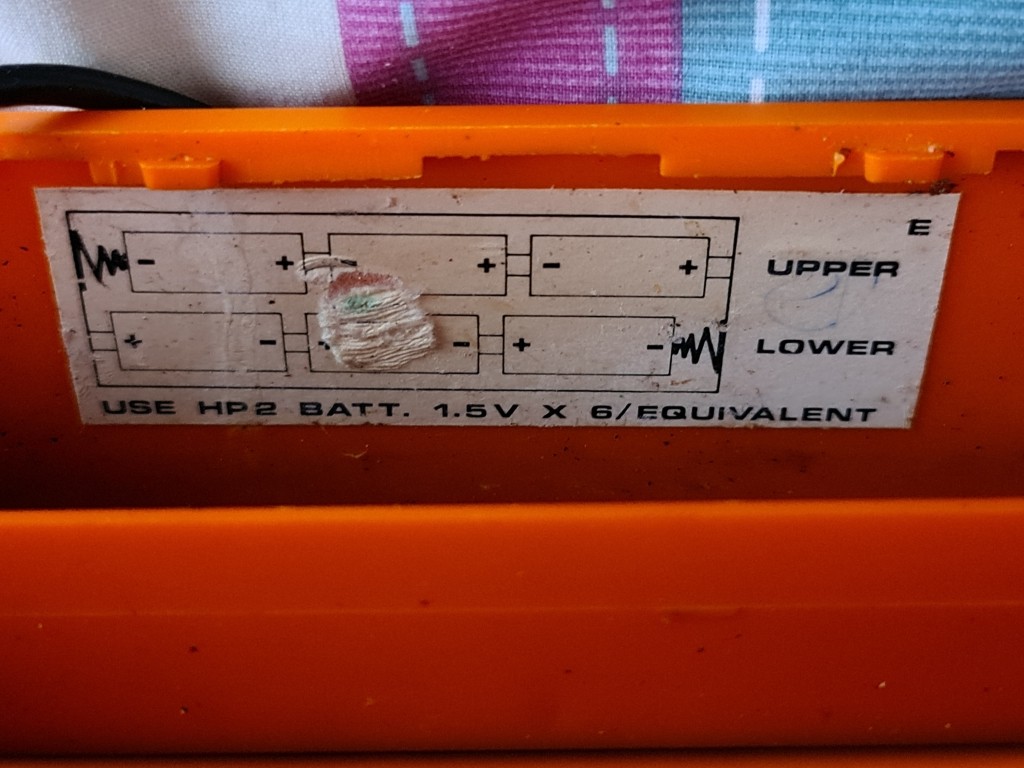 E
- + - + - +
UPPER
+ - - + -
LOWER
USE HP2 BATT. 1.5V X 6/EQUIVALENT